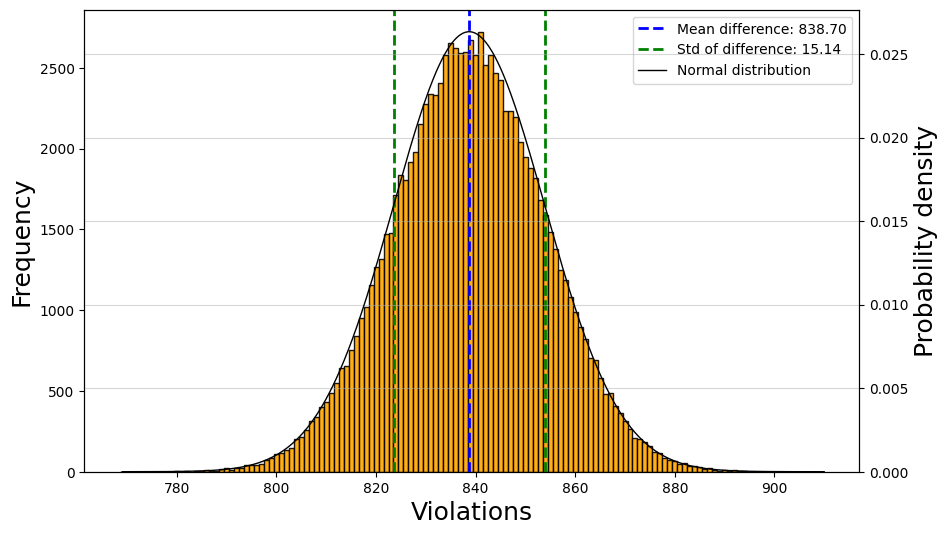 Mean difference: 838.70
Std of difference: 15.14
Normal distribution
2500
2000
1500
1000
500
0
Frequency
0.025
0.020
0.015
0.010
0.005
0.000
Probability density
780 800 820 840 860 880 900
Violations